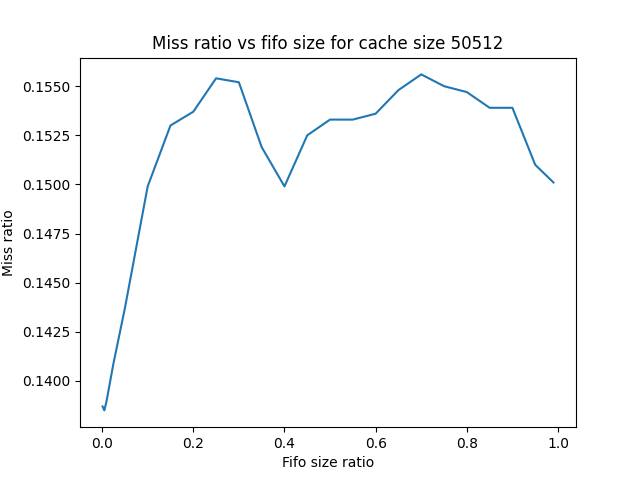 Miss ratio vs fifo size for cache size 50512
0.1550
0.1525
0.1500
0.1475
0.1450
0.1425
0.1400
Miss ratio
0.0 0.2 0.4 0.6 0.8 1.0
Fifo size ratio